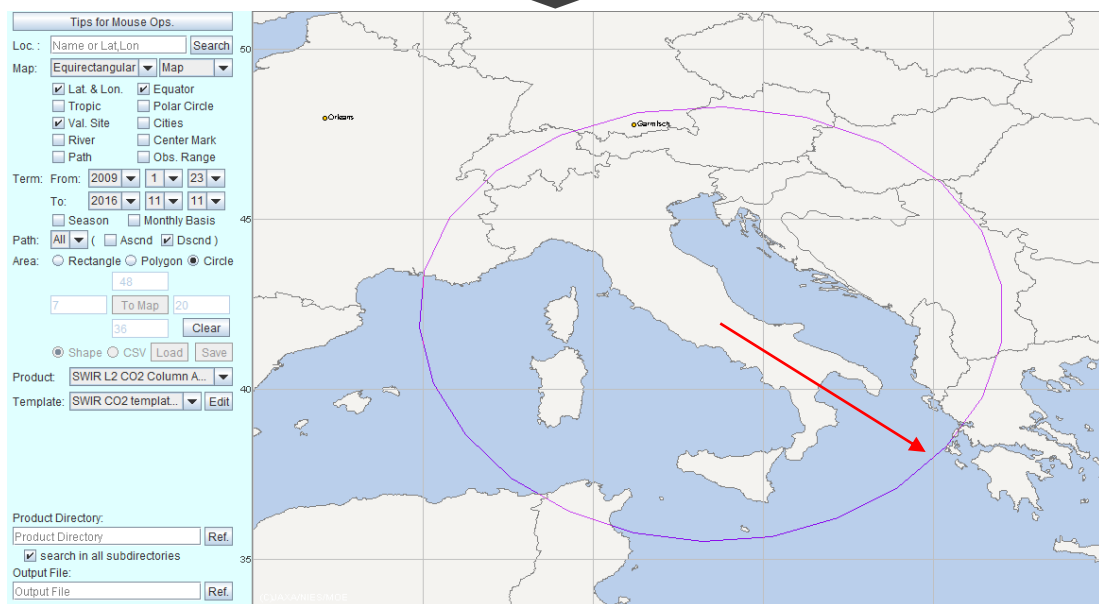 Tips for Mouse Ops.
Loc. : Name or Lat,Lon Search
Map: Equirectangular Map
Lat. & Lon. Equator
Tropic Polar Circle
Val. Site Cities
River Center Mark
Path Obs. Range
Term: From: 2009 1 23
To: 2016 11 11
Season Monthly Basis
Path: All ( Ascnd Dscnd )
Area: Rectangle Polygon Circle
48
7 To Map 20
36 Clear
Shape CSV Load Save
Product: SWIR L2 CO2 Column A...
Template: SWIR CO2 templat... Edit
Product Directory:
Product Directory Ref.
search in all subdirectories
Output File:
Output File Ref.
50
Orleans
Garmisch
45
40
35